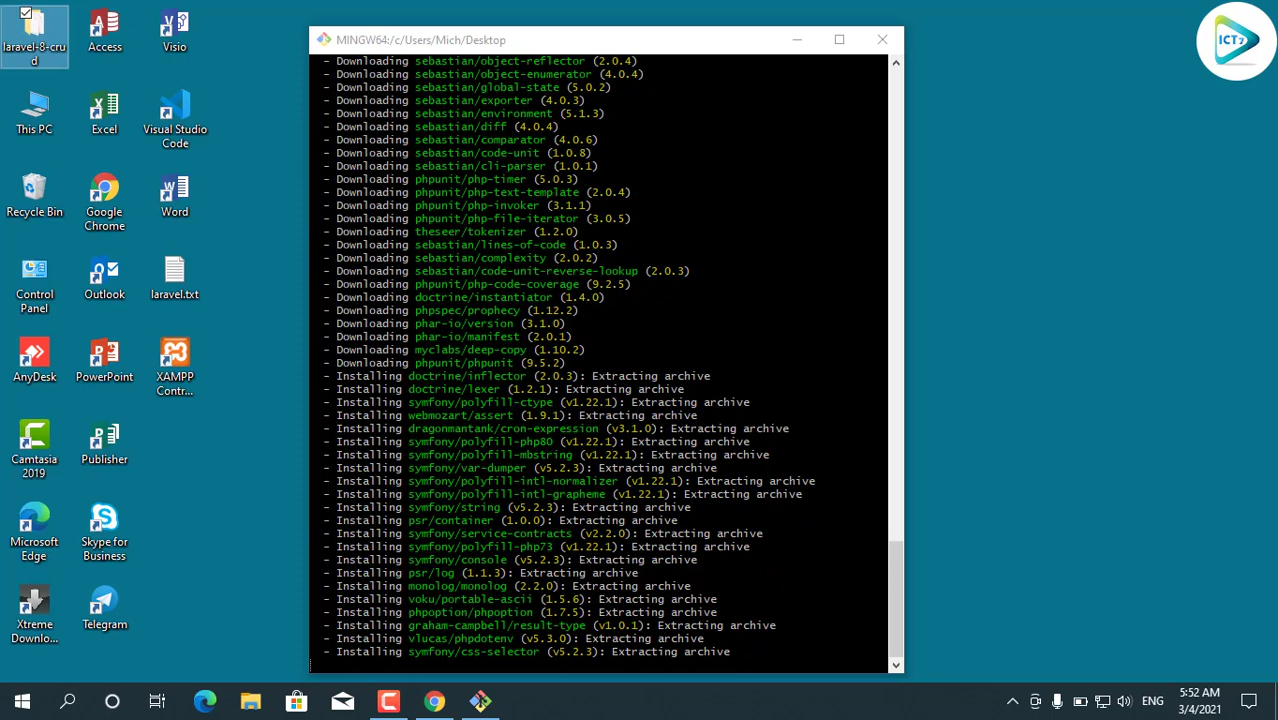 laravel-8-cru
d
Access
Visio
This PC
Excel
Visual Studio
Code
Recycle Bin
Google
Chrome
Word
Control
Panel
Outlook
laravel.txt
AnyDesk
PowerPoint
XAMPP
Contr...
Camtasia
2019
Publisher
Microsoft
Edge
Skype for
Business
Xtreme
Downlo...
Telegram
MINGW64:/c/Users/Mich/Desktop
- Downloading sebastian/object-reflector (2.0.4)
- Downloading sebastian/object-enumerator (4.0.4)
- Downloading sebastian/global-state (5.0.2)
- Downloading sebastian/exporter (4.0.3)
- Downloading sebastian/environment (5.1.3)
- Downloading sebastian/diff (4.0.4)
- Downloading sebastian/comparator (4.0.6)
- Downloading sebastian/code-unit (1.0.8)
- Downloading sebastian/cli-parser (1.0.1)
- Downloading phpunit/php-timer (5.0.3)
- Downloading phpunit/php-text-template (2.0.4)
- Downloading phpunit/php-invoker (3.1.1)
- Downloading phpunit/php-file-iterator (3.0.5)
- Downloading theseer/tokenizer (1.2.0)
- Downloading sebastian/lines-of-code (1.0.3)
- Downloading sebastian/complexity (2.0.2)
- Downloading sebastian/code-unit-reverse-lookup (2.0.3)
- Downloading phpunit/php-code-coverage (9.2.5)
- Downloading doctrine/instantiator (1.4.0)
- Downloading phpspec/prophecy (1.12.2)
- Downloading phar-io/version (3.1.0)
- Downloading phar-io/manifest (2.0.1)
- Downloading myclabs/deep-copy (1.10.2)
- Downloading phpunit/phpunit (9.5.2)
- Installing doctrine/inflector (2.0.3): Extracting archive
- Installing doctrine/lexer (1.2.1): Extracting archive
- Installing symfony/polyfill-ctype (v1.22.1): Extracting archive
- Installing webmozart/assert (1.9.1): Extracting archive
- Installing dragonmantank/cron-expression (v3.1.0): Extracting archive
- Installing symfony/polyfill-php80 (v1.22.1): Extracting archive
- Installing symfony/polyfill-mbstring (v1.22.1): Extracting archive
- Installing symfony/var-dumper (v5.2.3): Extracting archive
- Installing symfony/polyfill-intl-normalizer (v1.22.1): Extracting archive
- Installing symfony/polyfill-intl-grapheme (v1.22.1): Extracting archive
- Installing symfony/string (v5.2.3): Extracting archive
- Installing psr/container (1.0.0): Extracting archive
- Installing symfony/service-contracts (v2.2.0): Extracting archive
- Installing symfony/polyfill-php73 (v1.22.1): Extracting archive
- Installing symfony/console (v5.2.3): Extracting archive
- Installing psr/log (1.1.3): Extracting archive
- Installing monolog/monolog (2.2.0): Extracting archive
- Installing voku/portable-ascii (1.5.6): Extracting archive
- Installing phpoption/phpoption (1.7.5): Extracting archive
- Installing graham-campbell/result-type (v1.0.1): Extracting archive
- Installing vlucas/phpdotenv (v5.3.0): Extracting archive
- Installing symfony/css-selector (v5.2.3): Extracting archive
ICT7
ENG
5:52 AM
3/4/2021